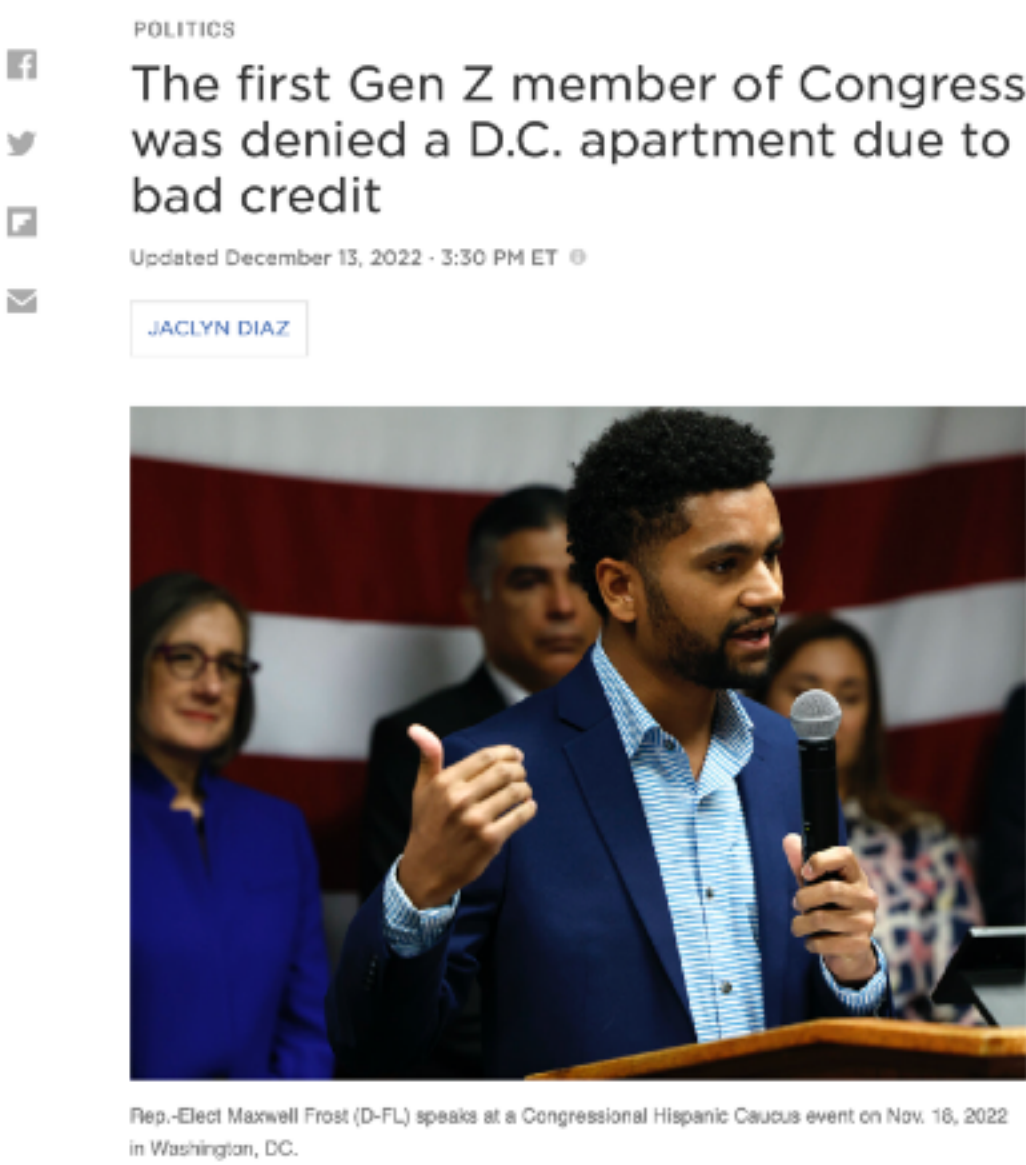 POLITICS
The first Gen Z member of Congress
was denied a D.C. apartment due to
bad credit
Updated December 13, 2022 · 3:30 PM ET
JACLYN DIAZ
Rep.-Elect Maxwell Frost (D-FL) speaks at a Congressional Hispanic Caucus event on Nov. 18, 2022
in Washington, DC.